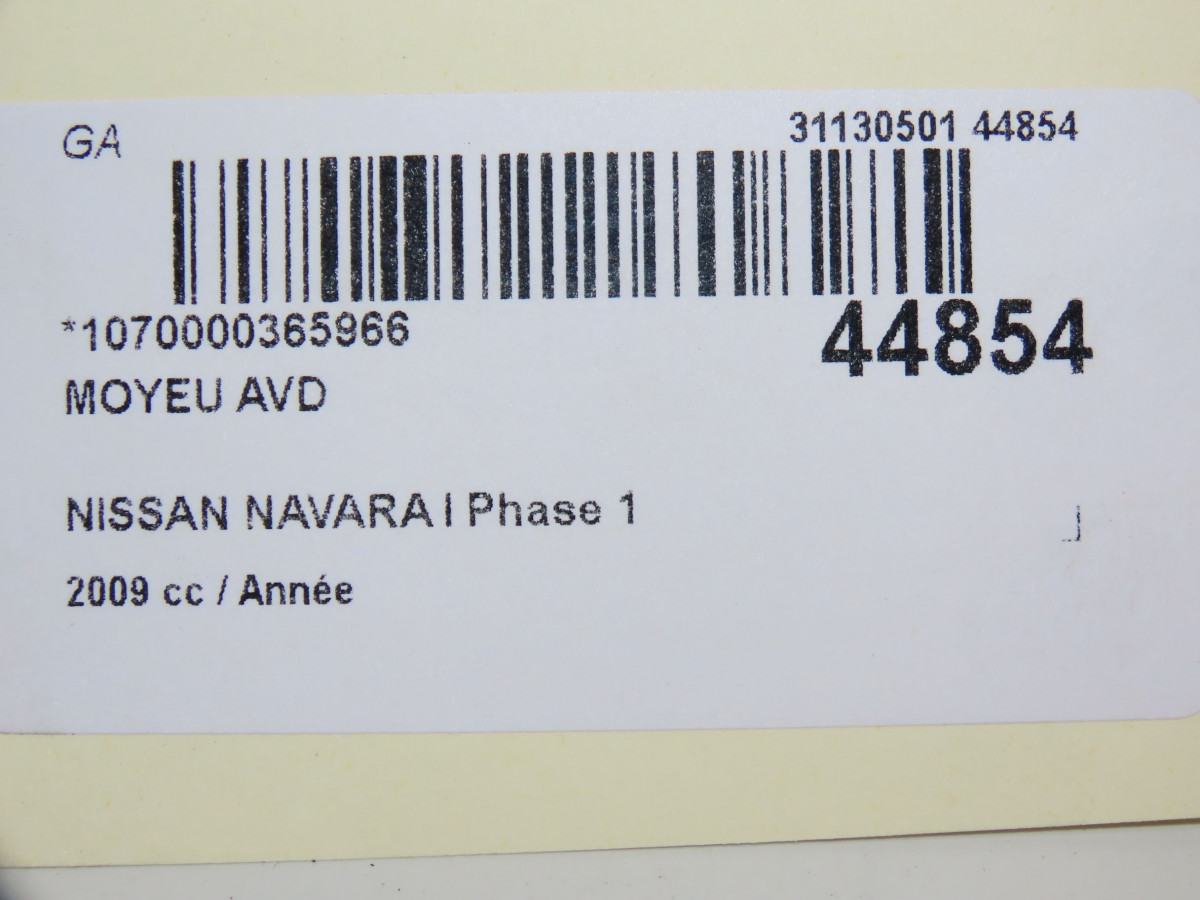 GA
31130501 44854
*1070000365966
44854
MOYEU AVD
NISSAN NAVARA I Phase 1
2009 cc / Année